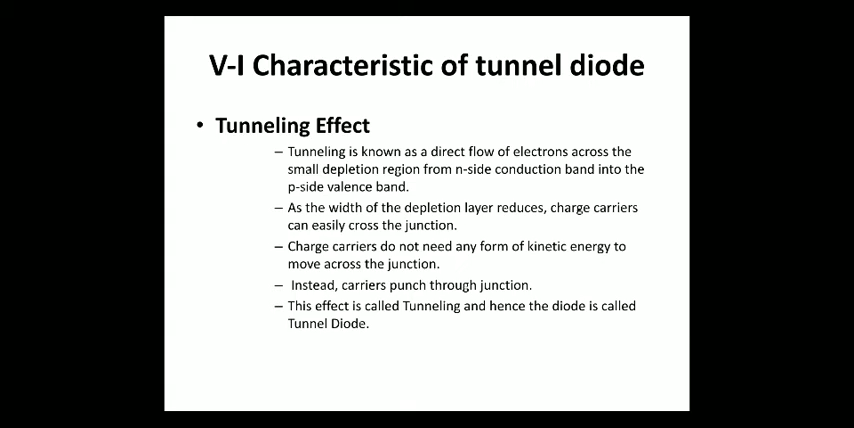 V-I Characteristic of tunnel diode
• Tunneling Effect
– Tunneling is known as a direct flow of electrons across the
small depletion region from n-side conduction band into the
p-side valence band.
– As the width of the depletion layer reduces, charge carriers
can easily cross the junction.
– Charge carriers do not need any form of kinetic energy to
move across the junction.
– Instead, carriers punch through junction.
– This effect is called Tunneling and hence the diode is called
Tunnel Diode.